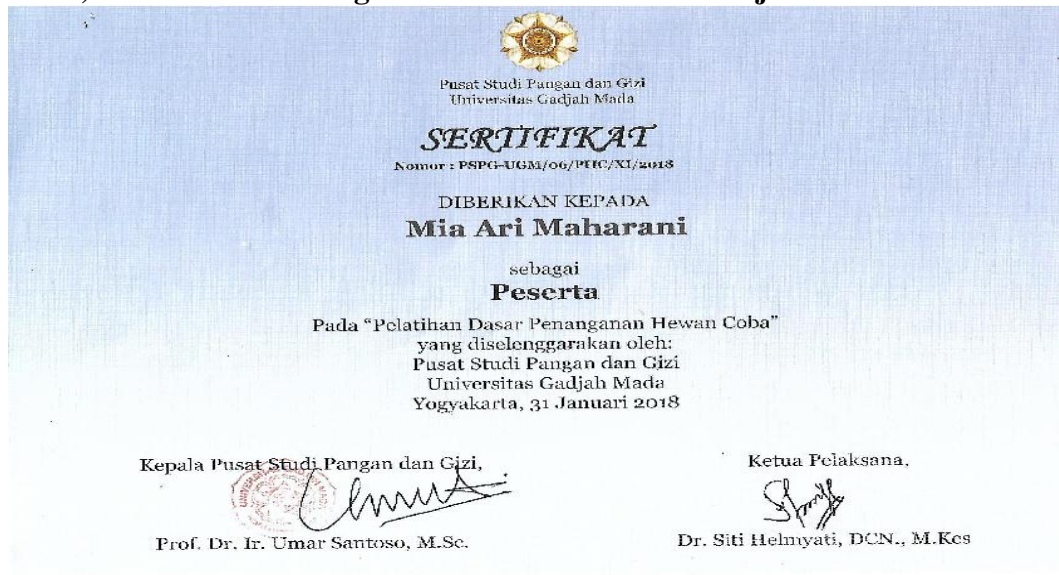 Pusat Studi Pangan dan Gizi
Universitas Gadjah Mada
SERTIFIKAT
Nomor : PSPG-UGM/06/PHC/XI/2018
DIBERIKAN KEPADA
Mia Ari Maharani
sebagai
Peserta
Pada “Pelatihan Dasar Penanganan Hewan Coba”
yang diselenggarakan oleh:
Pusat Studi Pangan dan Gizi
Universitas Gadjah Mada
Yogyakarta, 31 Januari 2018
Kepala Pusat Studi Pangan dan Gizi,
Ketua Pelaksana,
Prof. Dr. Ir. Umar Santoso, M.Sc.
Dr. Siti Helmyati, DCN., M.Kes